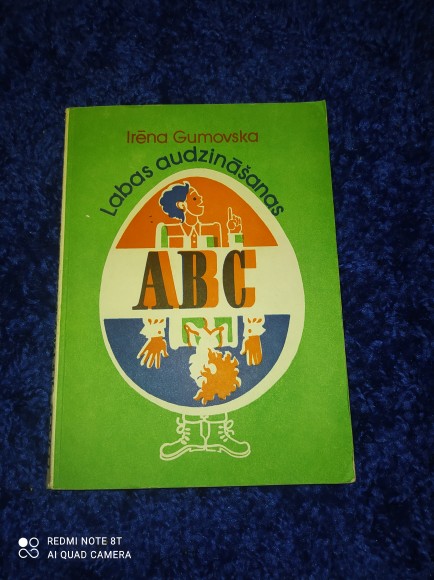 Irēna Gumovska
Labas audzināšanas
ABC
REDMI NOTE 8T
AI QUAD CAMERA